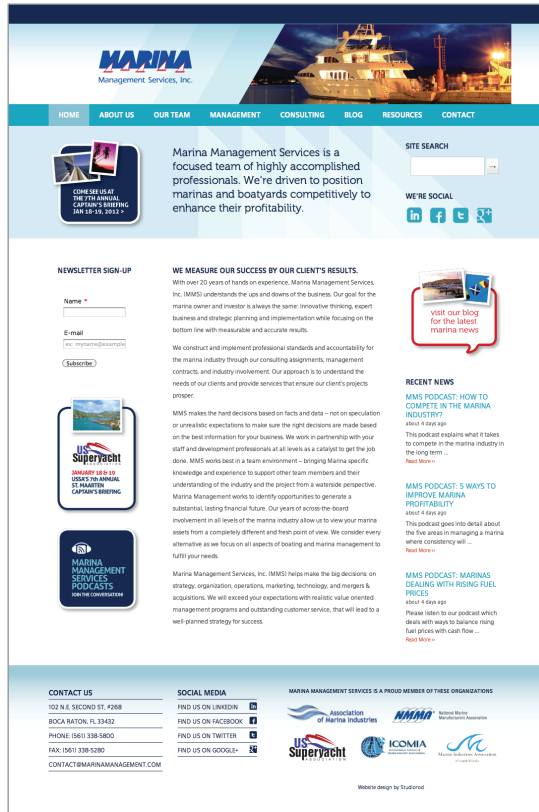 MARINA
Management Services, Inc.
HOME ABOUT US OUR TEAM MANAGEMENT CONSULTING BLOG RESOURCES CONTACT
COME SEE US AT
THE 7TH ANNUAL
CAPTAIN'S BRIEFING
JAN 18-19, 2012 >
Marina Management Services is a
focused team of highly accomplished
professionals. We're driven to position
marinas and boatyards competitively to
enhance their profitability.
SITE SEARCH
→
WE'RE SOCIAL
NEWSLETTER SIGN-UP
Name *
E-mail
ex: myname@example
Subscribe
US
Superyacht
ASSOCIATION
JANUARY 18 & 19
USSA'S 7TH ANNUAL
ST. MAARTEN
CAPTAIN'S BRIEFING
MARINA
MANAGEMENT
SERVICES
PODCASTS
JOIN THE CONVERSATION!
WE MEASURE OUR SUCCESS BY OUR CLIENT'S RESULTS.
With over 20 years of hands on experience, Marina Management Services,
Inc. (MMS) understands the ups and downs of the business. Our goal for the
marina owner and investor is always the same: Innovative thinking, expert
business and strategic planning and implementation while focusing on the
bottom line with measurable and accurate results.
We construct and implement professional standards and accountability for
the marina industry through our consulting assignments, management
contracts, and industry involvement. Our approach is to understand the
needs of our clients and provide services that ensure our client's projects
prosper.
MMS makes the hard decisions based on facts and data – not on speculation
or unrealistic expectations to make sure the right decisions are made based
on the best information for your business. We work in partnership with your
staff and development professionals at all levels as a catalyst to get the job
done. MMS works best in a team environment – bringing Marina specific
knowledge and experience to support other team members and their
understanding of the industry and the project from a waterside perspective.
Marina Management works to identify opportunities to generate a
substantial, lasting financial future. Our years of across-the-board
involvement in all levels of the marina industry allow us to view your marina
assets from a completely different and fresh point of view. We consider every
alternative as we focus on all aspects of boating and marina management to
fulfill your needs.
Marina Management Services, Inc. (MMS) helps make the big decisions: on
strategy, organization, operations, marketing, technology, and mergers &
acquisitions. We will exceed your expectations with realistic value oriented
management programs and outstanding customer service, that will lead to a
well-planned strategy for success.
visit our blog
for the latest
marina news
RECENT NEWS
MMS PODCAST: HOW TO
COMPETE IN THE MARINA
INDUSTRY?
about 4 days ago
This podcast explains what it takes
to compete in the marina industry in
the long term ...
Read More »
MMS PODCAST: 5 WAYS TO
IMPROVE MARINA
PROFITABILITY
about 4 days ago
This podcast goes into detail about
the five areas in managing a marina
where consistency will ...
Read More »
MMS PODCAST: MARINAS
DEALING WITH RISING FUEL
PRICES
about 4 days ago
Please listen to our podcast which
deals with ways to balance rising
fuel prices with cash flow ...
Read More »
CONTACT US
102 N.E. SECOND ST, #268
BOCA RATON, FL 33432
PHONE: (561) 338-5800
FAX: (561) 338-5280
CONTACT@MARINAMANAGEMENT.COM
SOCIAL MEDIA
FIND US ON LINKDIN
FIND US ON FACEBOOK
FIND US ON TWITTER
FIND US ON GOOGLE+
MARINA MANAGEMENT SERVICES IS A PROUD MEMBER OF THESE ORGANIZATIONS
Association
of Marina Industries
NMMA
National Marine
Manufacturers Association
US
Superyacht
ASSOCIATION
ICOMIA
Marine Industries Association
Website design by Studiorod